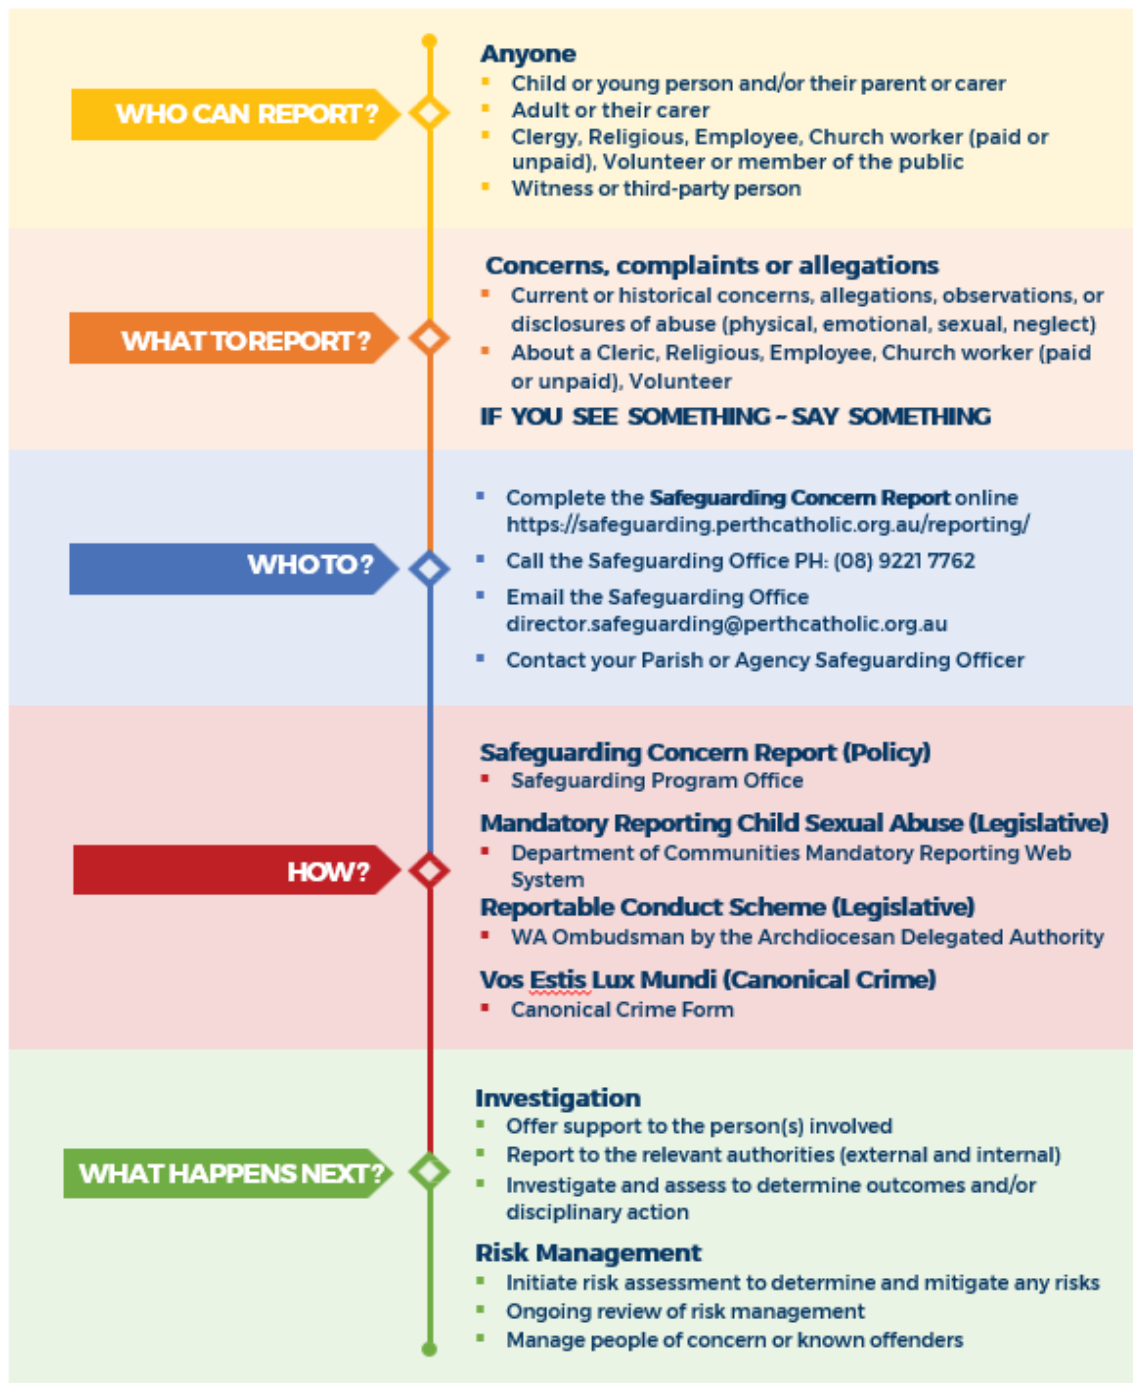 WHO CAN REPORT?
Anyone
Child or young person and/or their parent or carer
Adult or their carer
Clergy, Religious, Employee, Church worker (paid or
unpaid), Volunteer or member of the public
Witness or third-party person
WHAT TO REPORT?
Concerns, complaints or allegations
Current or historical concerns, allegations, observations, or
disclosures of abuse (physical, emotional, sexual, neglect)
About a Cleric, Religious, Employee, Church worker (paid
or unpaid), Volunteer
IF YOU SEE SOMETHING ~ SAY SOMETHING
WHO TO?
Complete the Safeguarding Concern Report online
https://safeguarding.perthcatholic.org.au/reporting/
Call the Safeguarding Office PH: (08) 9221 7762
Email the Safeguarding Office
director.safeguarding@perthcatholic.org.au
Contact your Parish or Agency Safeguarding Officer
HOW?
Safeguarding Concern Report (Policy)
Safeguarding Program Office
Mandatory Reporting Child Sexual Abuse (Legislative)
Department of Communities Mandatory Reporting Web
System
Reportable Conduct Scheme (Legislative)
WA Ombudsman by the Archdiocesan Delegated Authority
Vos Estis Lux Mundi (Canonical Crime)
Canonical Crime Form
WHAT HAPPENS NEXT?
Investigation
Offer support to the person(s) involved
Report to the relevant authorities (external and internal)
Investigate and assess to determine outcomes and/or
disciplinary action
Risk Management
Initiate risk assessment to determine and mitigate any risks
Ongoing review of risk management
Manage people of concern or known offenders